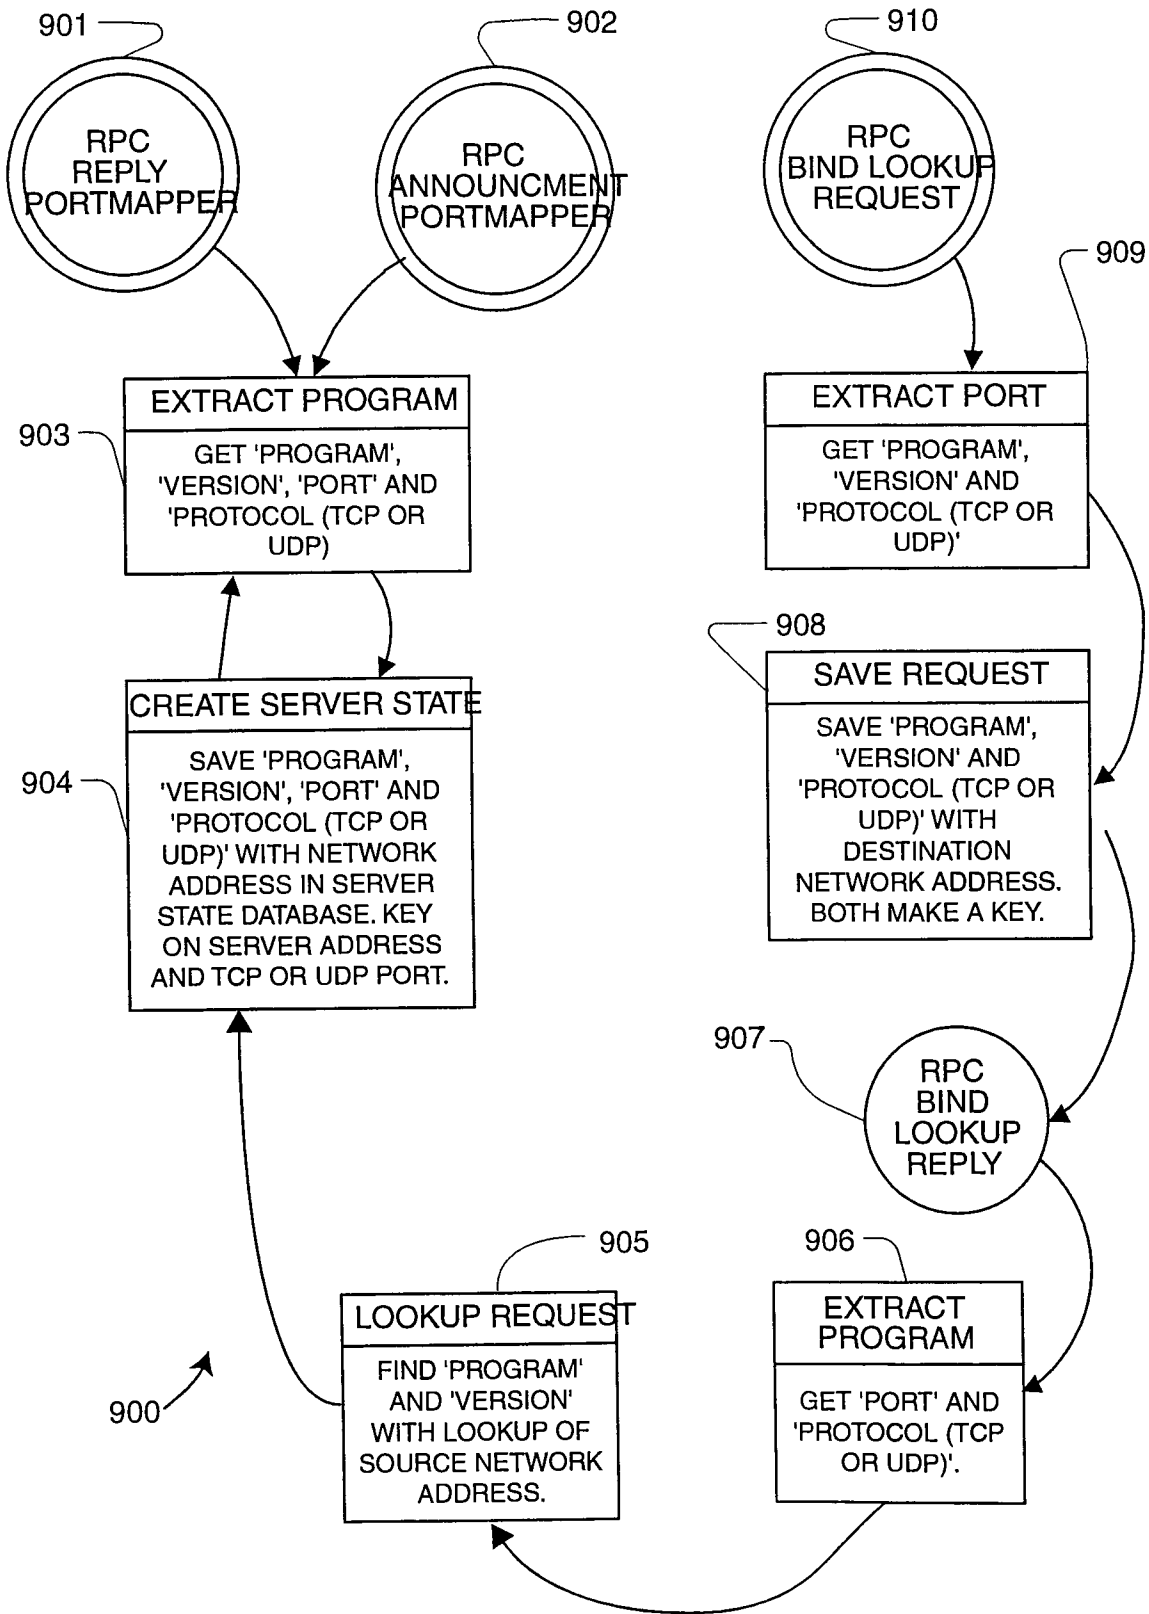 901
RPC
REPLY
PORTMAPPER
902
RPC
ANNOUNCMENT
PORTMAPPER
910
RPC
BIND LOOKUP
REQUEST
903
EXTRACT PROGRAM
GET 'PROGRAM',
'VERSION', 'PORT' AND
'PROTOCOL (TCP OR
UDP)
909
EXTRACT PORT
GET 'PROGRAM',
'VERSION' AND
'PROTOCOL (TCP OR
UDP)'
904
CREATE SERVER STATE
SAVE 'PROGRAM',
'VERSION', 'PORT' AND
'PROTOCOL (TCP OR
UDP)' WITH NETWORK
ADDRESS IN SERVER
STATE DATABASE. KEY
ON SERVER ADDRESS
AND TCP OR UDP PORT.
908
SAVE REQUEST
SAVE 'PROGRAM',
'VERSION' AND
'PROTOCOL (TCP OR
UDP)' WITH
DESTINATION
NETWORK ADDRESS.
BOTH MAKE A KEY.
907
RPC
BIND
LOOKUP
REPLY
905
LOOKUP REQUEST
FIND 'PROGRAM'
AND 'VERSION'
WITH LOOKUP OF
SOURCE NETWORK
ADDRESS.
906
EXTRACT
PROGRAM
GET 'PORT' AND
'PROTOCOL (TCP
OR UDP)'.
900